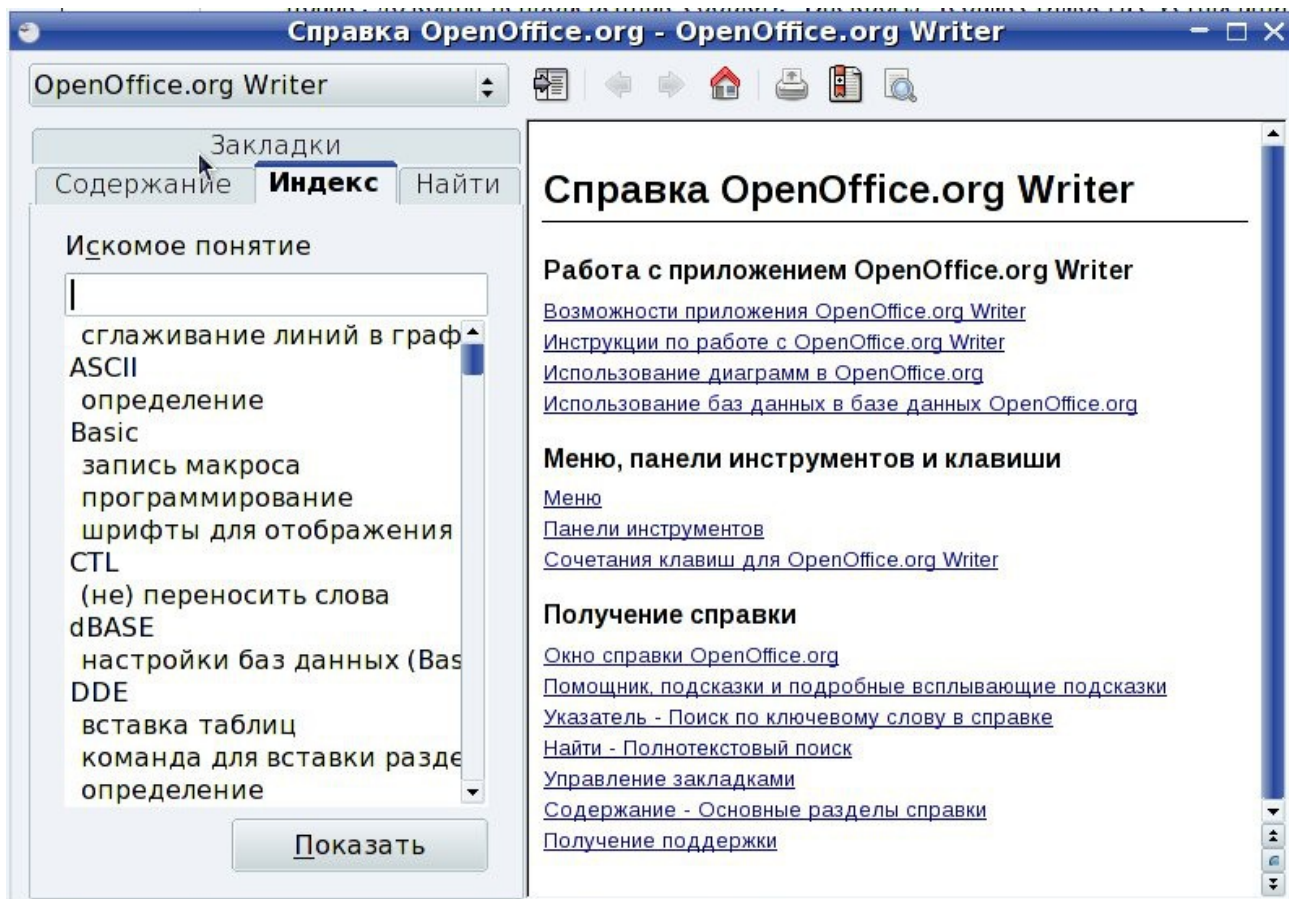 Справка OpenOffice.org - OpenOffice.org Writer
OpenOffice.org Writer
Закладки
Содержание Индекс Найти
Искомое понятие
сглаживание линий в граф
ASCII
определение
Basic
запись макроса
программирование
шрифты для отображения
CTL
(не) переносить слова
dBASE
настройки баз данных (Bas
DDE
вставка таблиц
команда для вставки разде
определение
Показать
Справка OpenOffice.org Writer
Работа с приложением OpenOffice.org Writer
Возможности приложения OpenOffice.org Writer
Инструкции по работе с OpenOffice.org Writer
Использование диаграмм в OpenOffice.org
Использование баз данных в базе данных OpenOffice.org
Меню, панели инструментов и клавиши
Меню
Панели инструментов
Сочетания клавиш для OpenOffice.org Writer
Получение справки
Окно справки OpenOffice.org
Помощник, подсказки и подробные всплывающие подсказки
Указатель - Поиск по ключевому слову в справке
Найти - Полнотекстовый поиск
Управление закладками
Содержание - Основные разделы справки
Получение поддержки